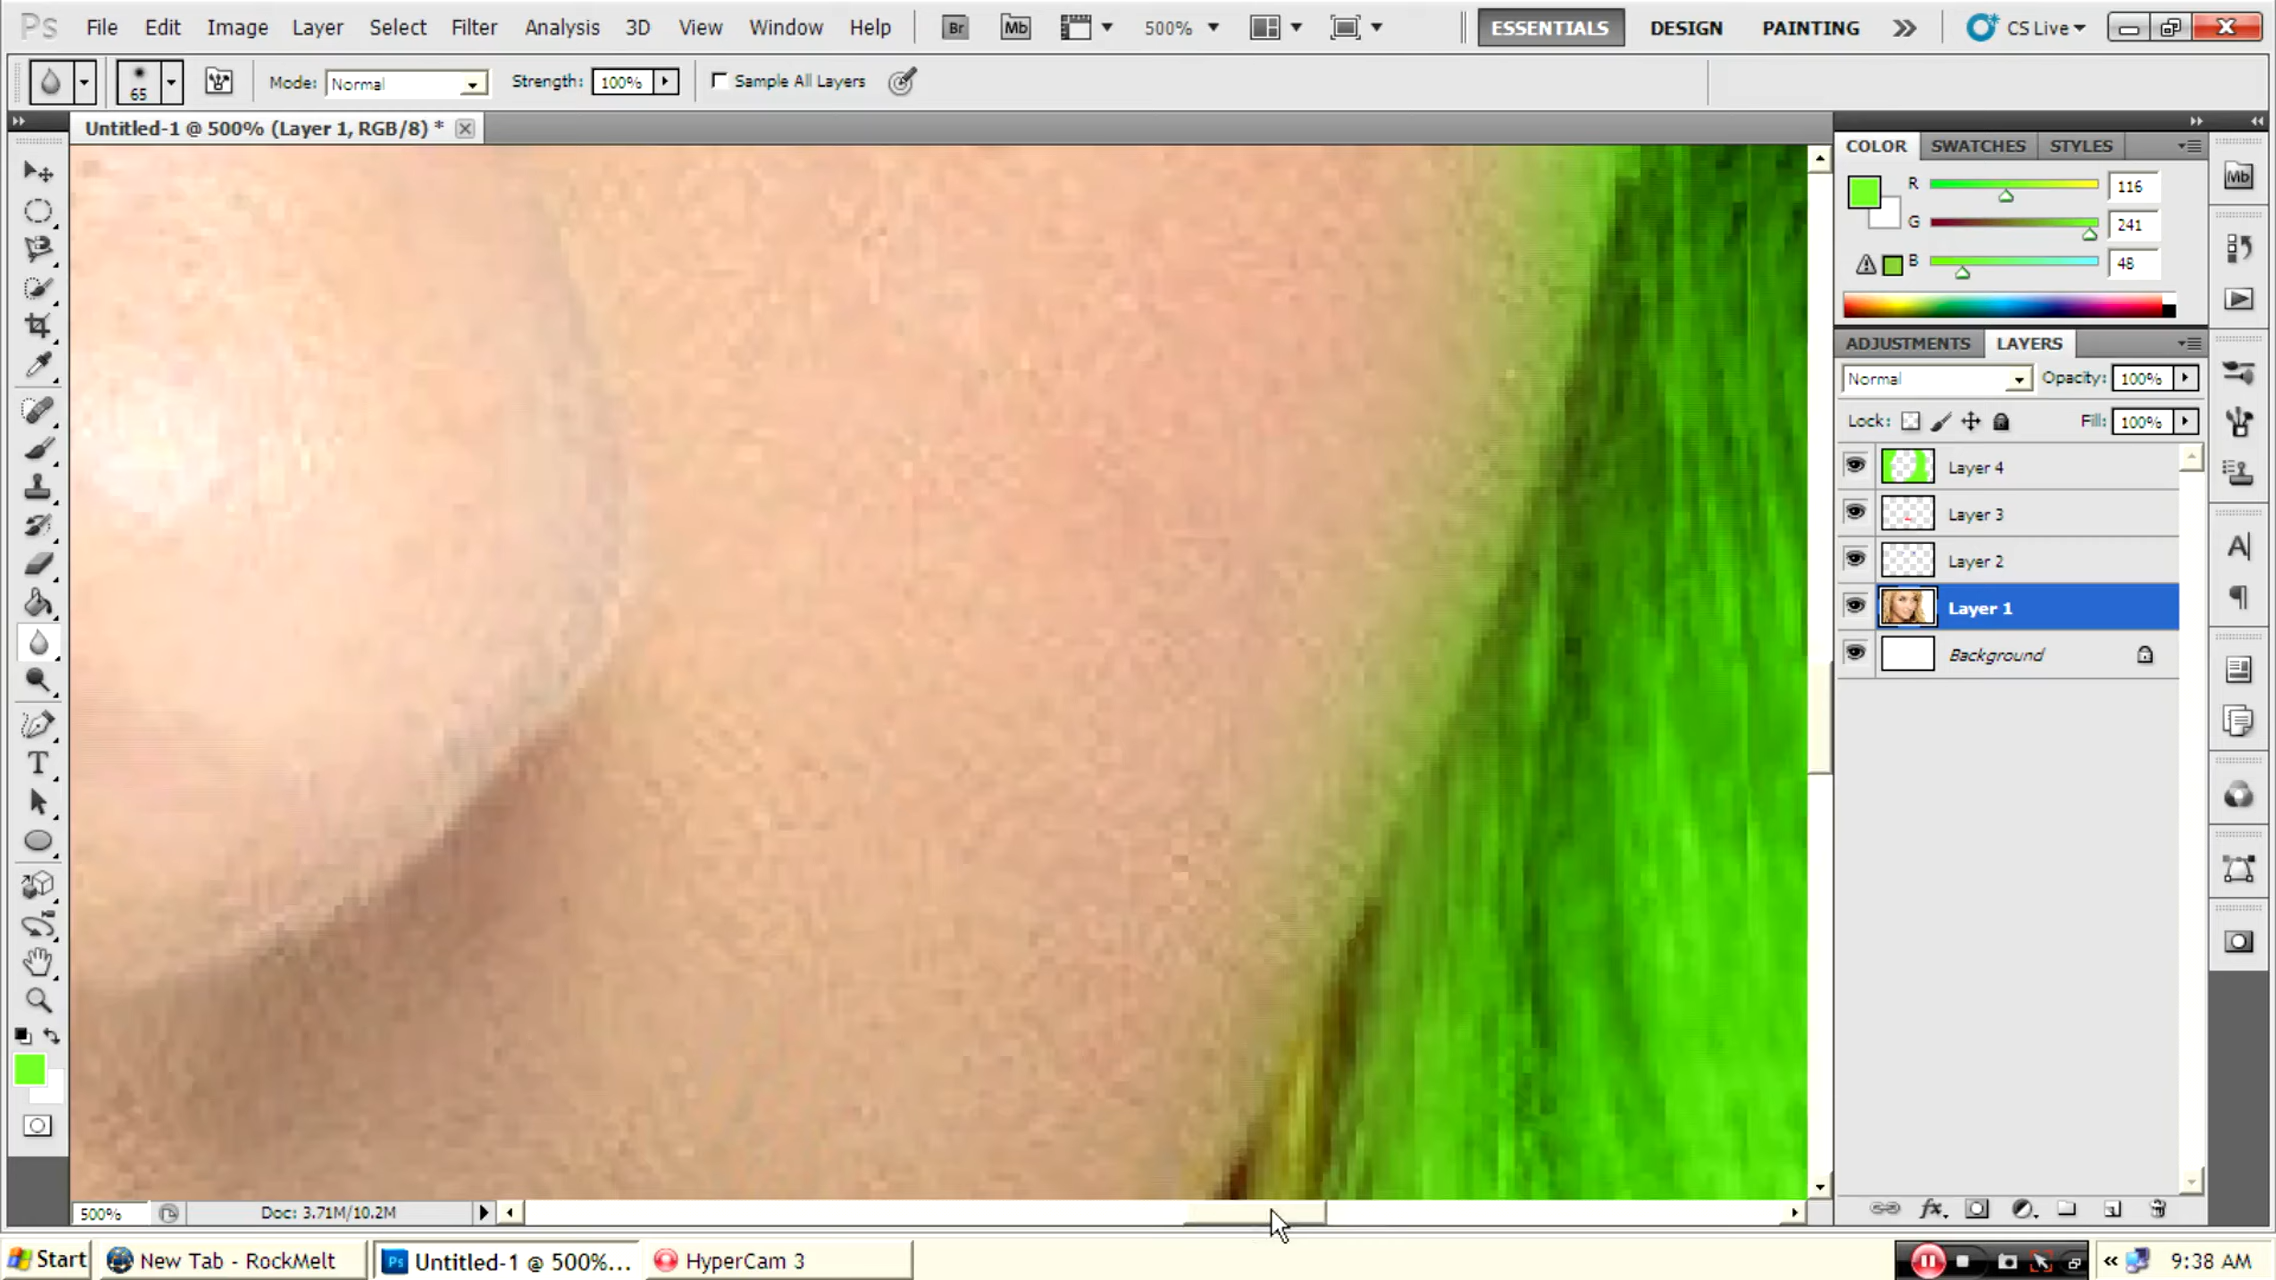 Ps File Edit Image Layer Select Filter Analysis 3D View Window Help Br Mb 500% ESSENTIALS DESIGN PAINTING CS Live
65 Mode: Normal Strength: 100% Sample All Layers
Untitled-1 @ 500% (Layer 1, RGB/8) *
COLOR SWATCHES STYLES
Mb
R 116
G 241
B 48
ADJUSTMENTS LAYERS
Normal Opacity: 100%
Lock: Fill: 100%
Layer 4
Layer 3
Layer 2
Layer 1
Background
T
A
500% Doc: 3.71M/10.2M
fx
Start New Tab - RockMelt Ps Untitled-1 @ 500%... HyperCam 3 9:38 AM